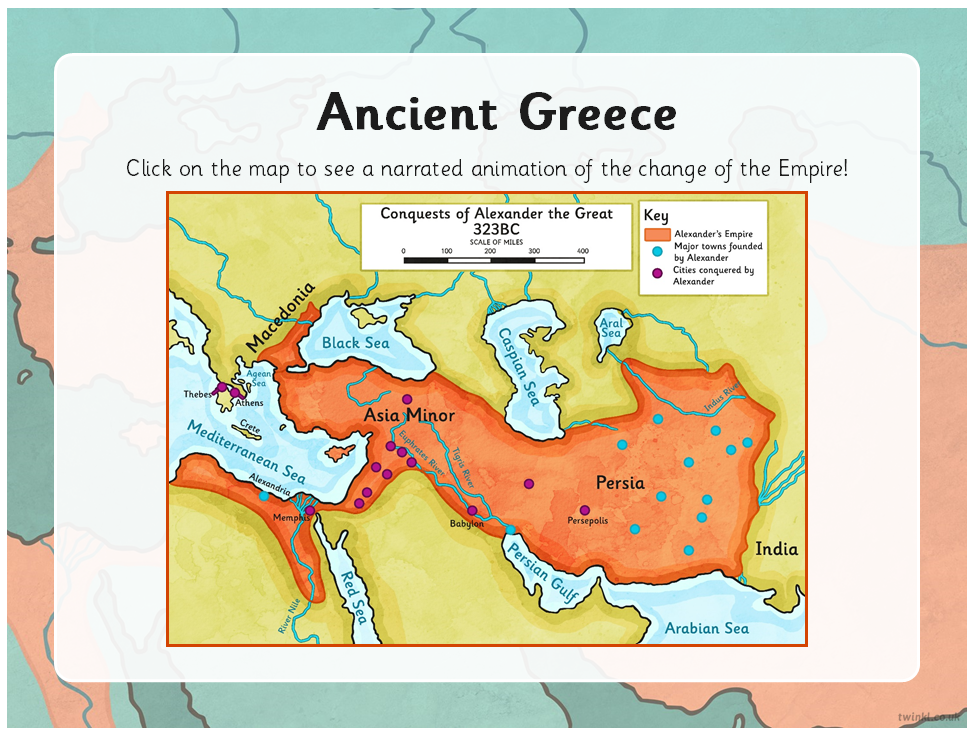 Ancient Greece
Click on the map to see a narrated animation of the change of the Empire!
Conquests of Alexander the Great
323BC
SCALE OF MILES
0 100 200 300 400
Key
Alexander's Empire
Major towns founded
by Alexander
Cities conquered by
Alexander
Macedonia
Black Sea
Caspian Sea
Aral
Sea
Agean
Sea
Thebes
Athens
Crete
Asia Minor
Indus River
Mediterranean Sea
Euphrates River
Tigris River
Alexandria
Memphis
Babylon
Persia
Persepolis
India
Persian Gulf
Red Sea
River Nile
Arabian Sea
twinkl.co.uk